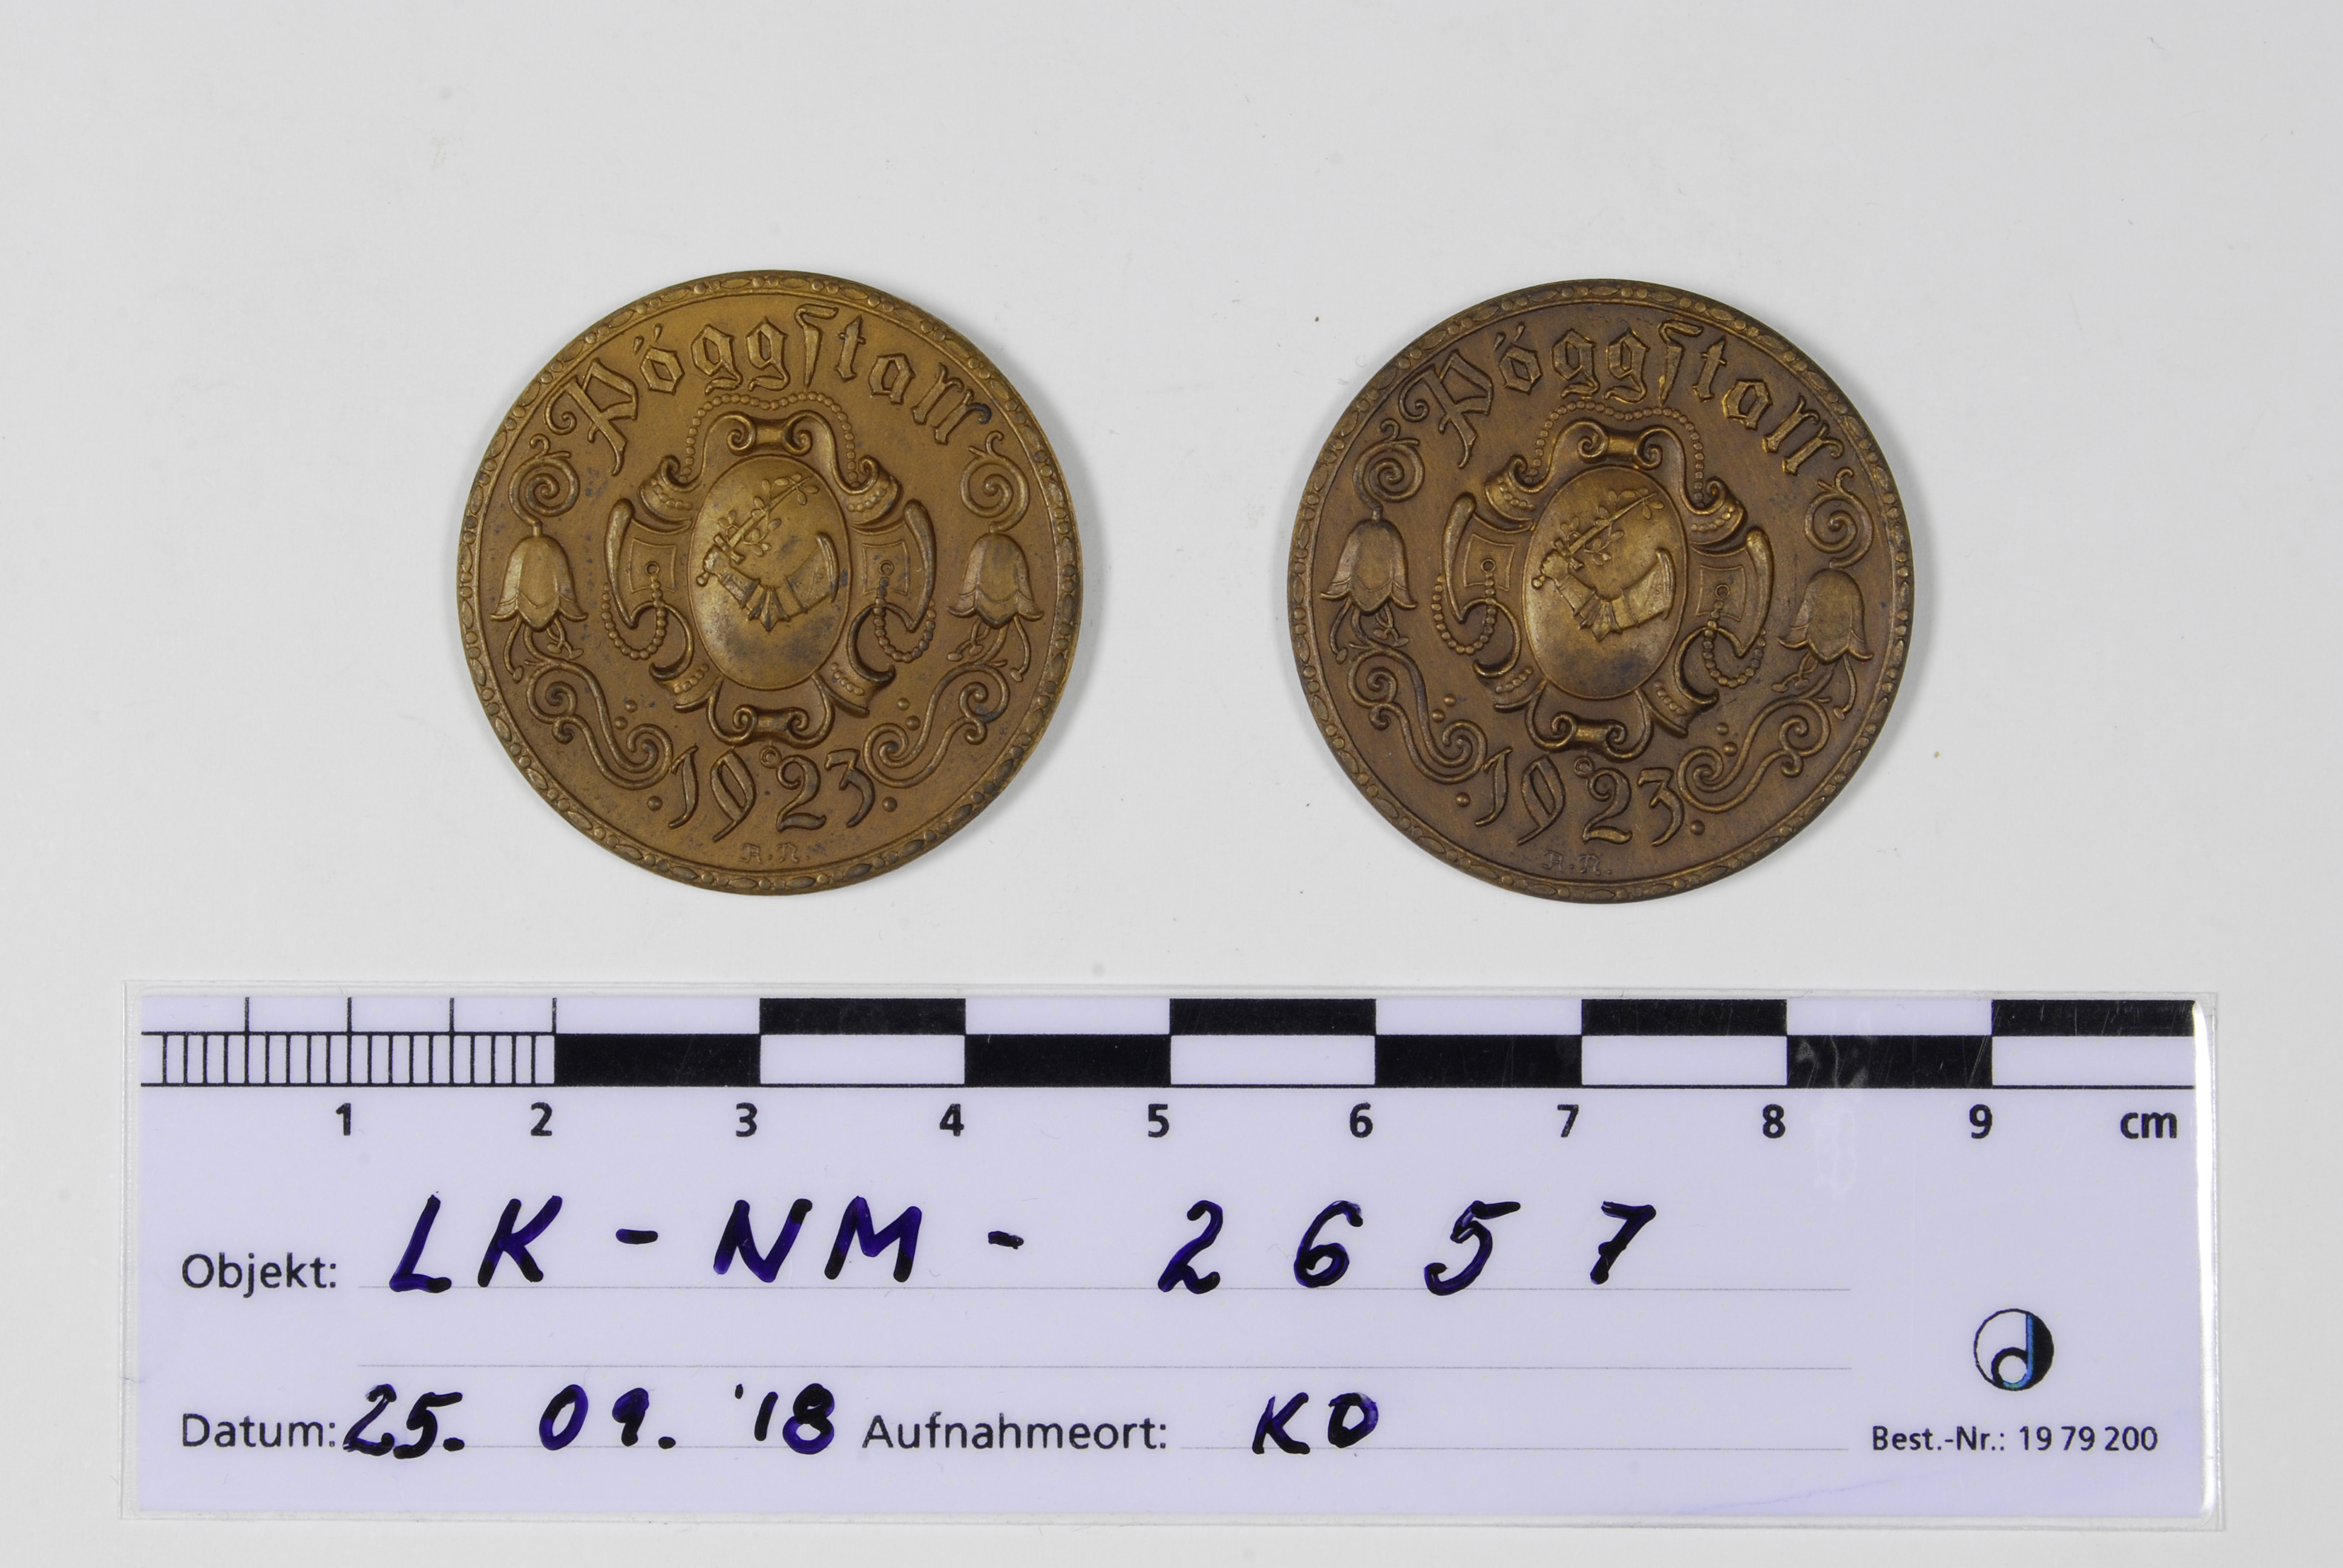 Pöggstall
1923
A. N.
Pöggstall
1923
A. N.
1 2 3 4 5 6 7 8 9 cm
Objekt: LK - NM - 2657
Datum: 25. 09. '18 Aufnahmeort: KO
Best.-Nr.: 19 79 200